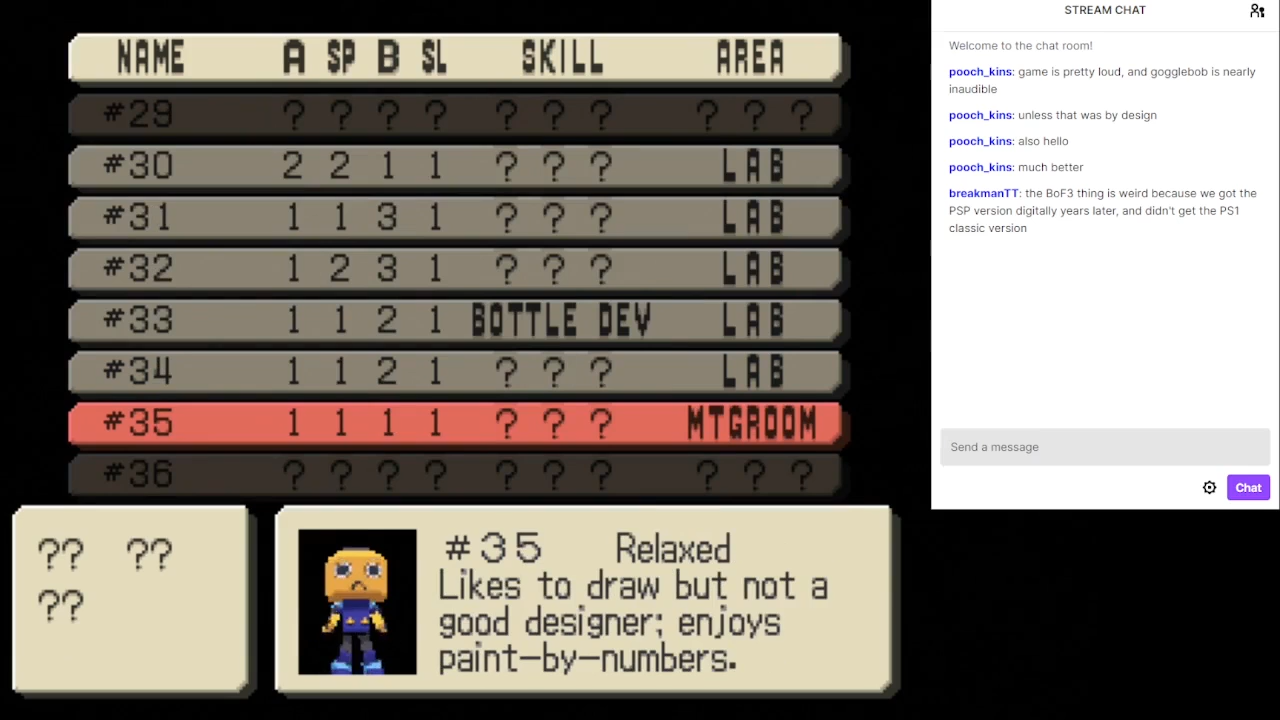 NAME A SP B SL SKILL AREA
#29 ? ? ? ? ? ? ? ? ? ?
#30 2 2 1 1 ? ? ? LAB
#31 1 1 3 1 ? ? ? LAB
#32 1 2 3 1 ? ? ? LAB
#33 1 1 2 1 BOTTLE DEV LAB
#34 1 1 2 1 ? ? ? LAB
#35 1 1 1 1 ? ? ? MTGROOM
#36 ? ? ? ? ? ? ? ? ? ?
?? ??
??
#35 Relaxed
Likes to draw but not a
good designer; enjoys
paint-by-numbers.
STREAM CHAT
Welcome to the chat room!
pooch_kins: game is pretty loud, and gogglebob is nearly
inaudible
pooch_kins: unless that was by design
pooch_kins: also hello
pooch_kins: much better
breakmanTT: the BoF3 thing is weird because we got the
PSP version digitally years later, and didn't get the PS1
classic version
Send a message
Chat